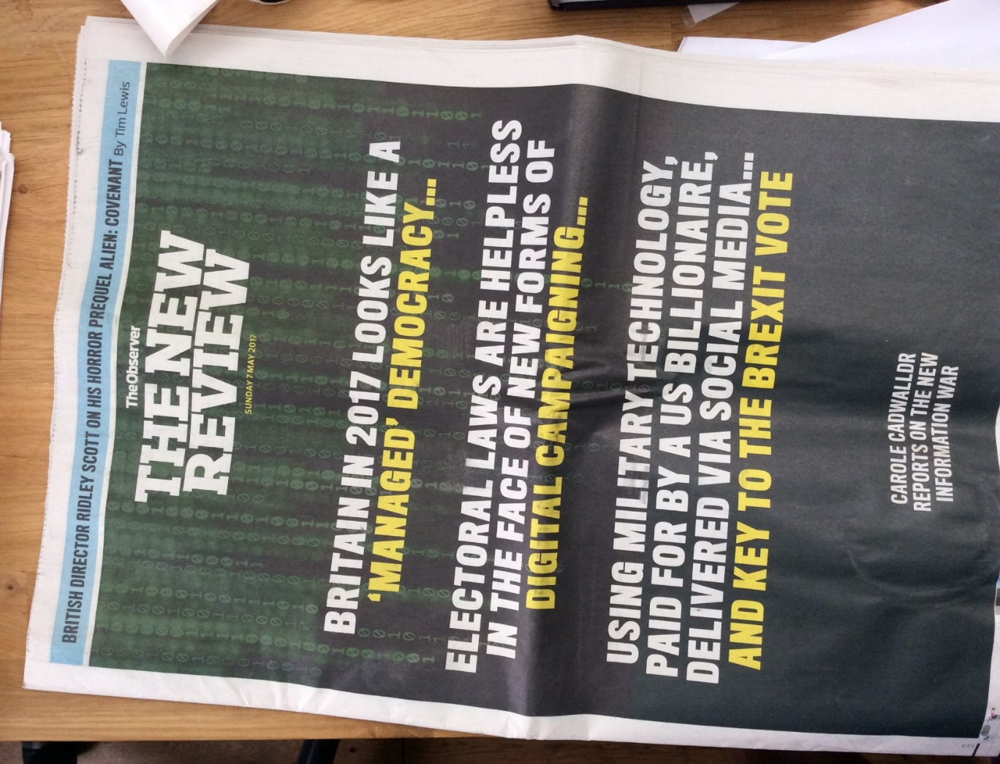 BRITISH DIRECTOR RIDLEY SCOTT ON HIS HORROR PREQUEL ALIEN: COVENANT By Tim Lewis
The Observer
THE NEW
REVIEW
SUNDAY 7 MAY 2017
BRITAIN IN 2017 LOOKS LIKE A
‘MANAGED’ DEMOCRACY...
ELECTORAL LAWS ARE HELPLESS
IN THE FACE OF NEW FORMS OF
DIGITAL CAMPAIGNING...
USING MILITARY TECHNOLOGY,
PAID FOR BY A US BILLIONAIRE,
DELIVERED VIA SOCIAL MEDIA...
AND KEY TO THE BREXIT VOTE
CAROLE CADWALLDR
REPORTS ON THE NEW
INFORMATION WAR